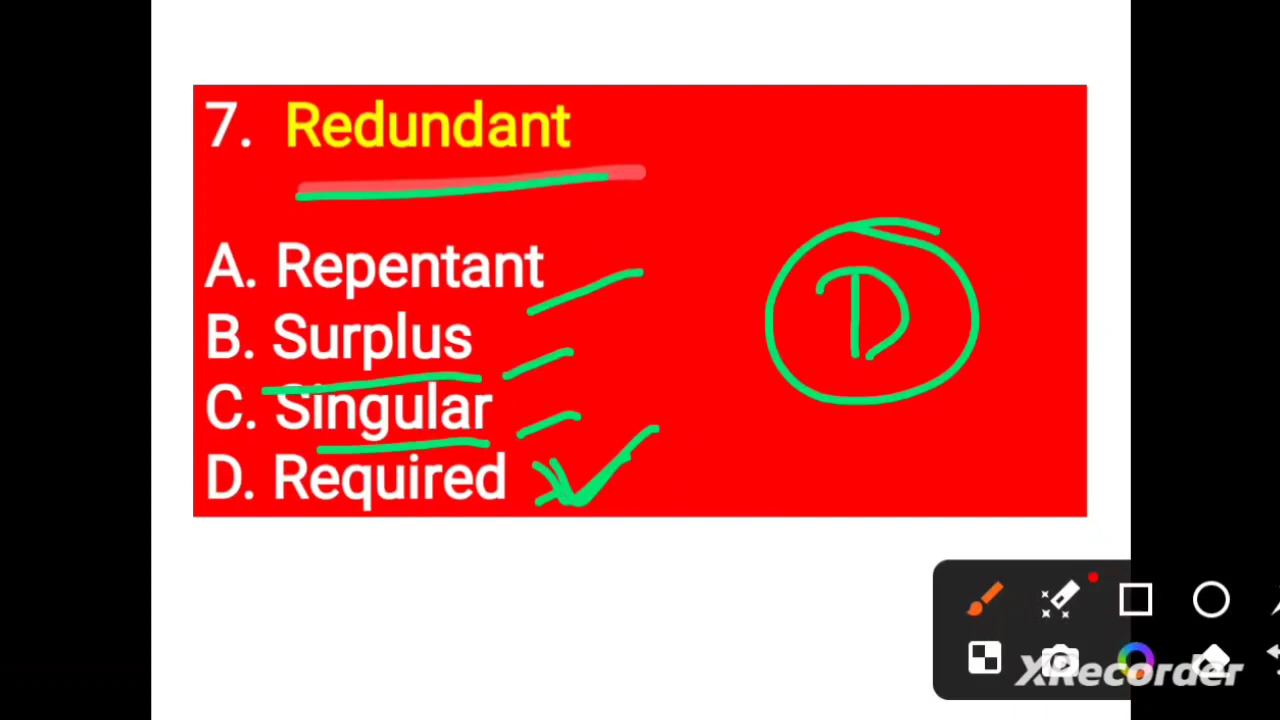 7. Redundant
A. Repentant
B. Surplus
C. Singular
D. Required
D
XRecorder